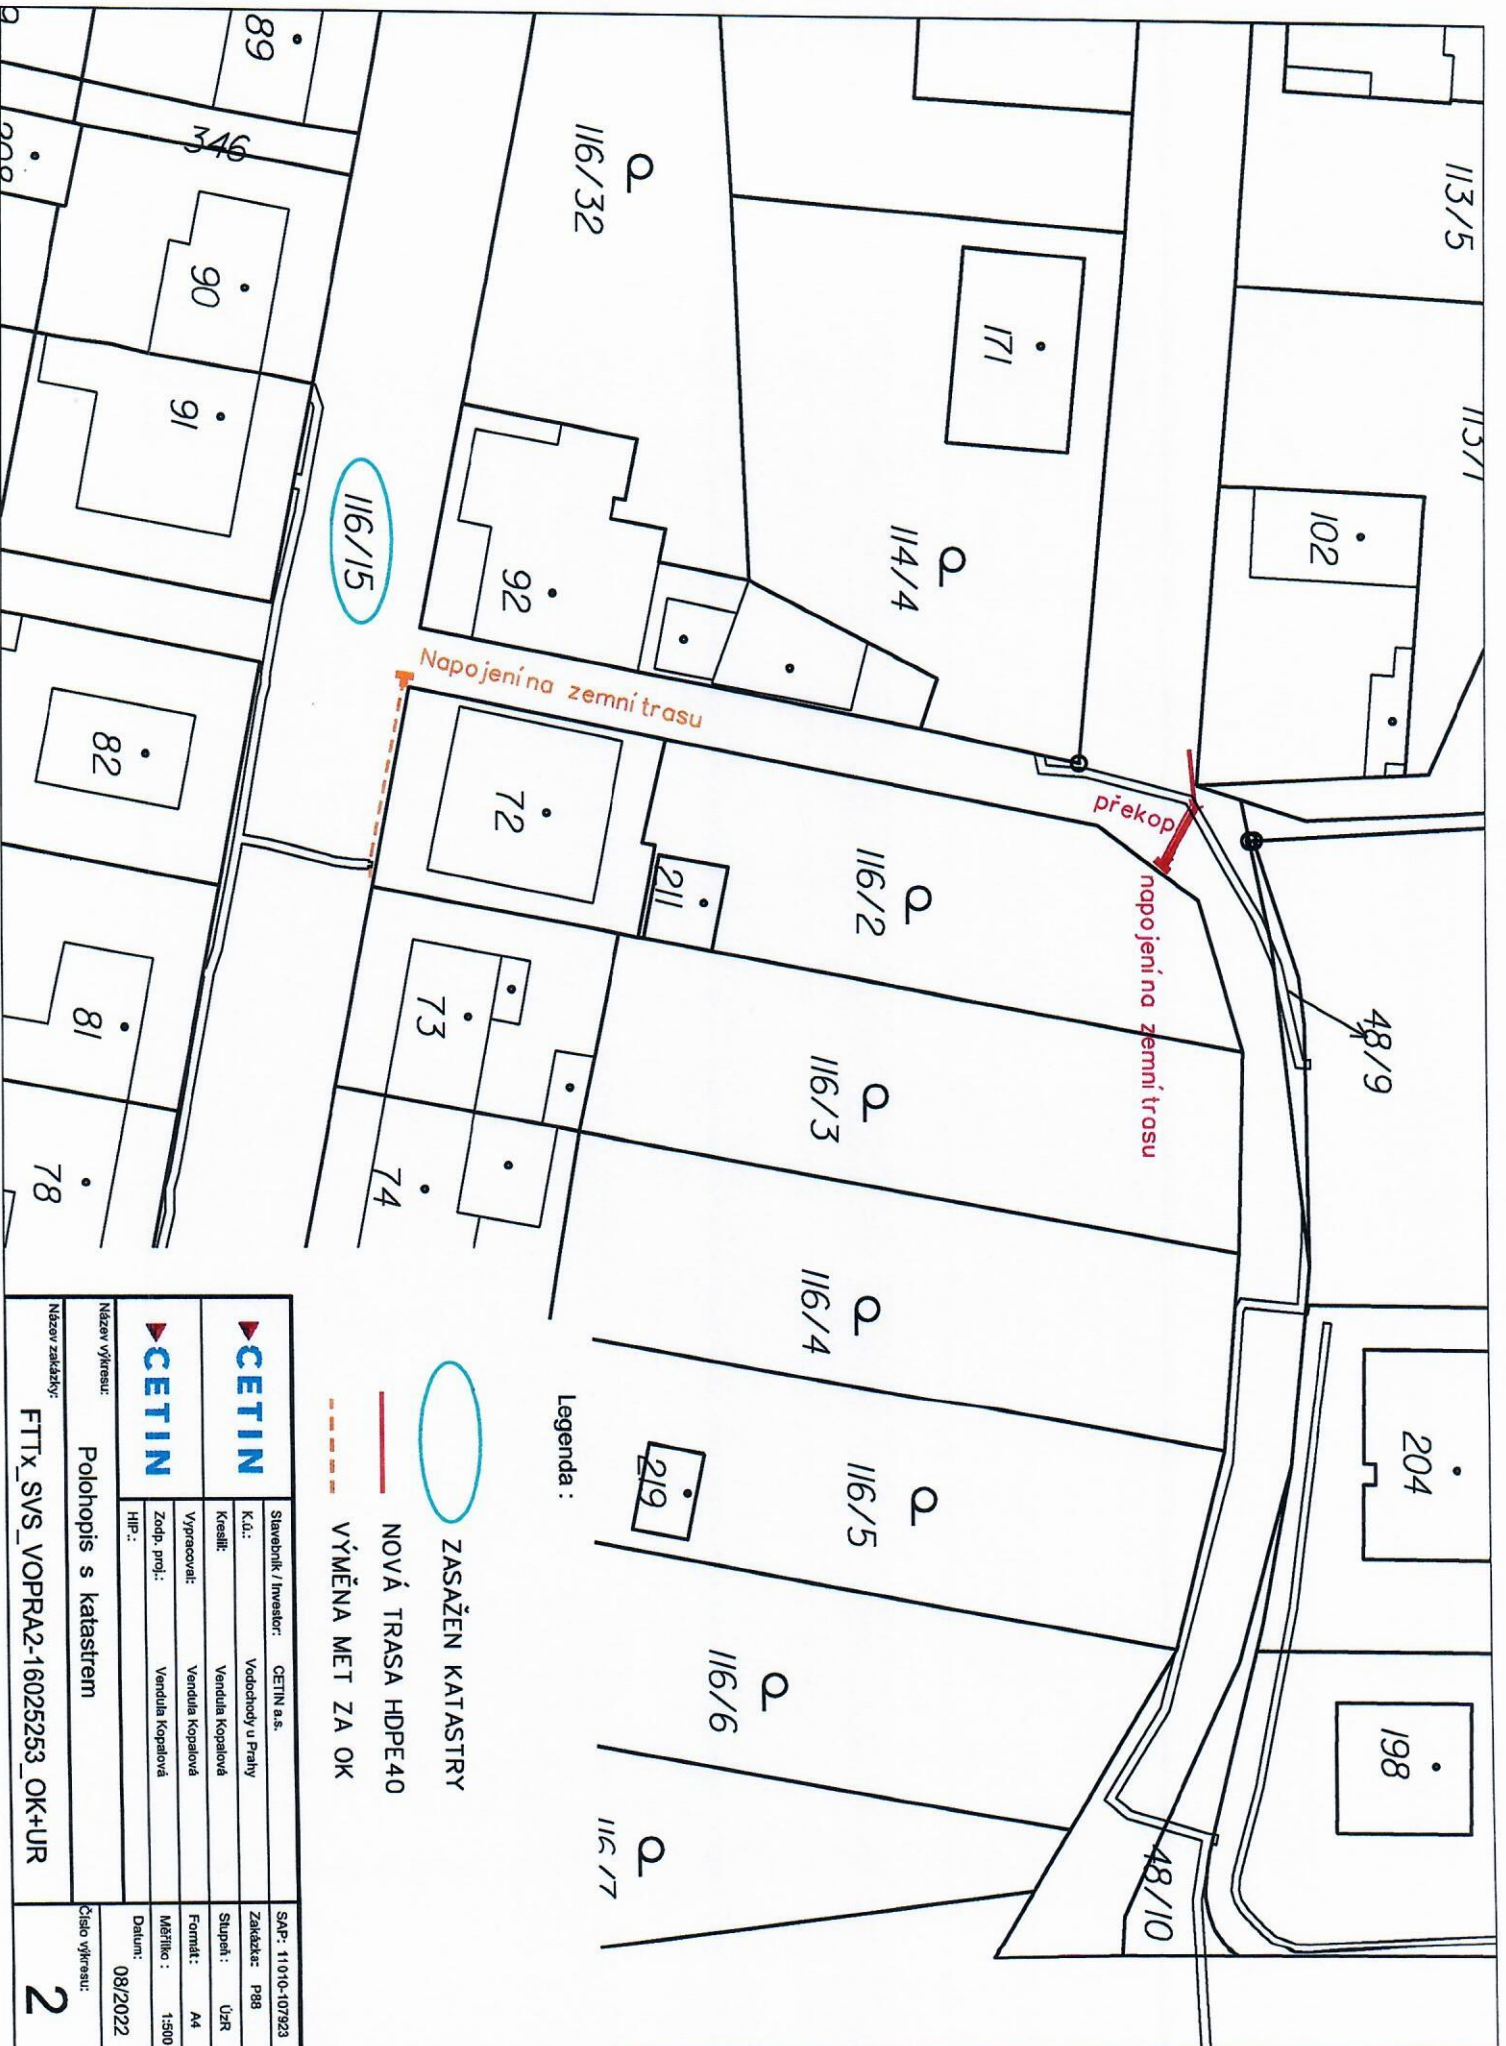 113/5
113/1
102
48/9
204
198
48/10
171
114/4
překop
napojení na zemní trasu
116/32
116/2
116/3
116/4
116/5
116/6
92
Napojení na zemní trasu
72
211
73
74
219
116/15
89
346
90
91
82
81
78
Legenda :
ZASAŽEN KATASTRY
NOVÁ TRASA HDPE40
VÝMĚNA MET ZA OK
CETIN
CETIN
Stavebník / Investor: CETIN a.s.
K.ú.: Vodochody u Prahy
Kreslil: Vendula Kopalová
Vypracoval: Vendula Kopalová
Zodp. proj.: Vendula Kopalová
HIP.:
SAP: 11010-107923
Zakázka: P88
Stupeň: ÚzR
Formát: A4
Měřítko : 1:500
Datum: 08/2022
Název výkresu: Polohopis s katastrem
Název zakázky: FTTx_SVS_VOPRA2-16025253_OK+UR
Číslo výkresu: 2